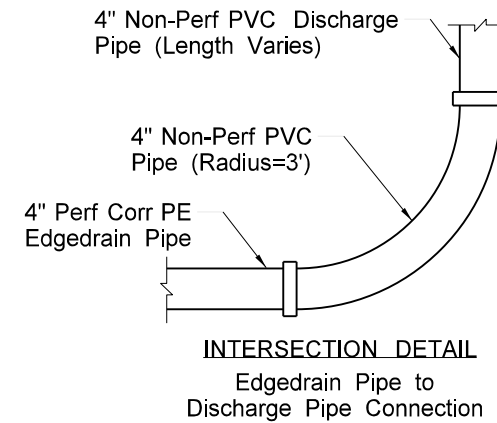 4" Non-Perf PVC Discharge
Pipe (Length Varies)
4" Non-Perf PVC
Pipe (Radius=3')
4" Perf Corr PE
Edgedrain Pipe
INTERSECTION DETAIL
Edgedrain Pipe to
Discharge Pipe Connection